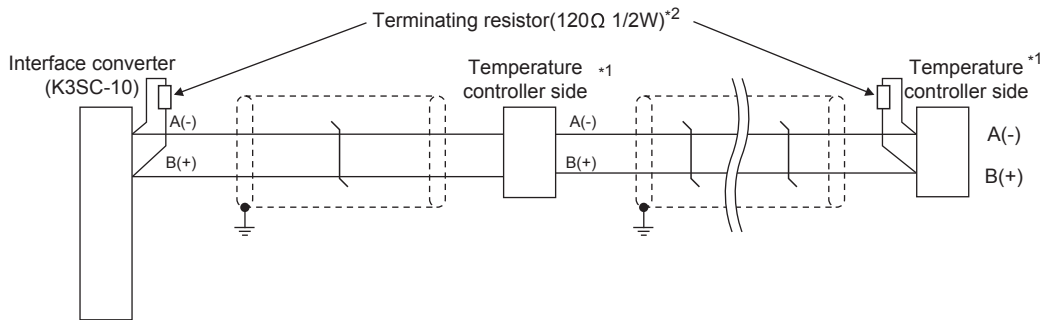 Terminating resistor(120Ω 1/2W)*2
Interface converter
(K3SC-10)
Temperature *1
controller side
Temperature *1
controller side
A(-)
B(+)
A(-)
B(+)
A(-)
B(+)